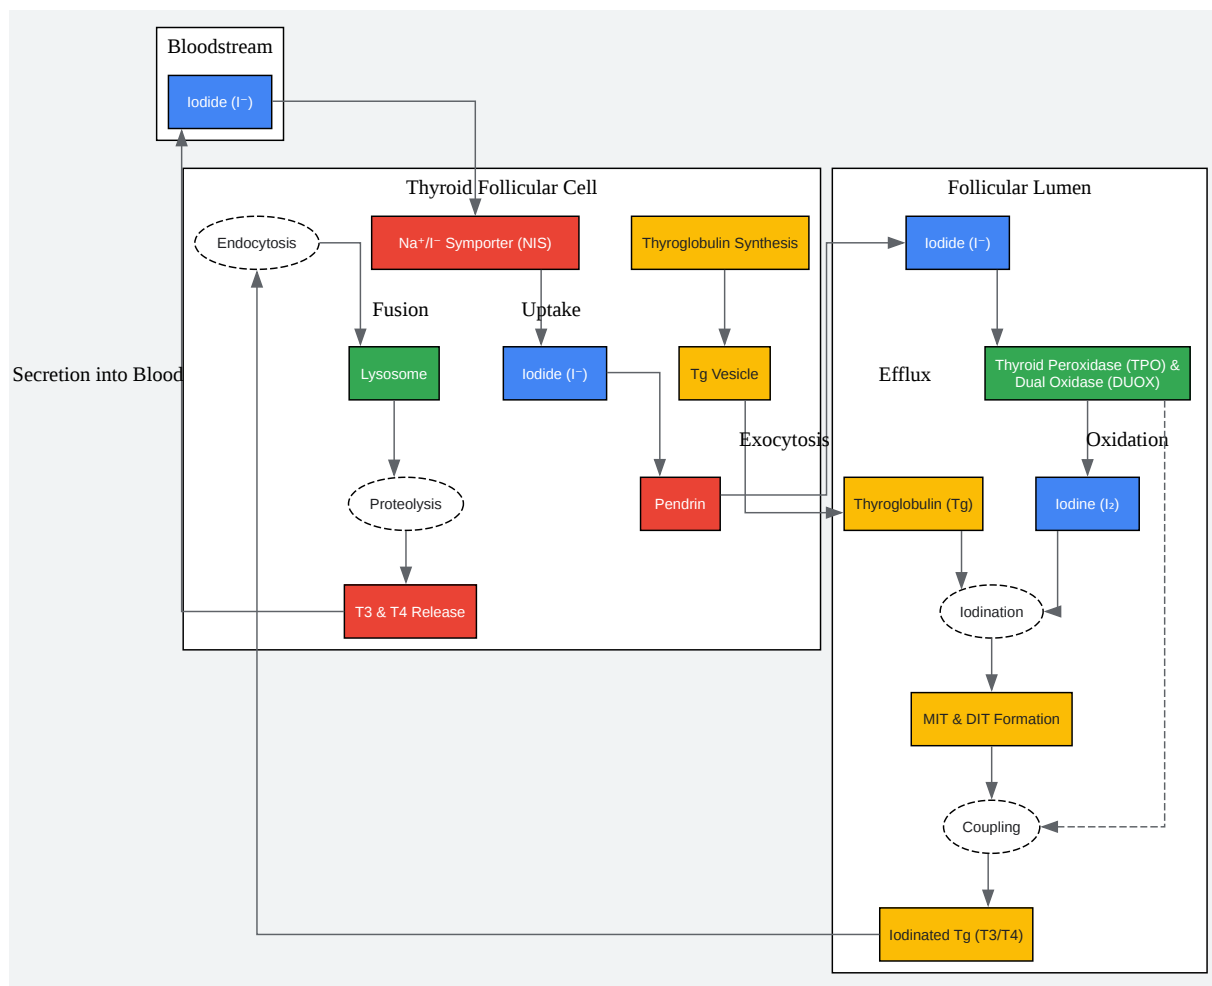 Bloodstream
Iodide (I⁻)
Thyroid Follicular Cell
Follicular Lumen
Endocytosis
Na⁺/I⁻ Symporter (NIS)
Thyroglobulin Synthesis
Iodide (I⁻)
Fusion
Uptake
Secretion into Blood
Lysosome
Iodide (I⁻)
Tg Vesicle
Efflux
Thyroid Peroxidase (TPO) &
Dual Oxidase (DUOX)
Exocytosis
Oxidation
Proteolysis
Pendrin
Thyroglobulin (Tg)
Iodine (I₂)
T3 & T4 Release
Iodination
MIT & DIT Formation
Coupling
Iodinated Tg (T3/T4)